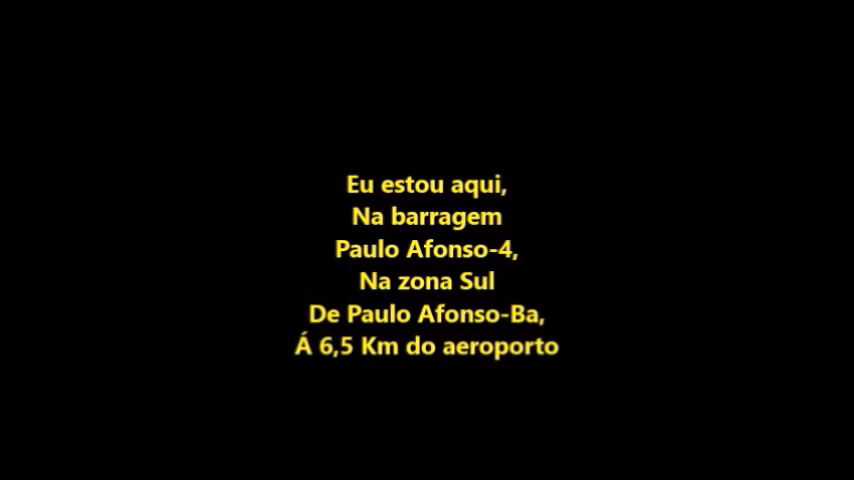 Eu estou aqui,
Na barragem
Paulo Afonso-4,
Na zona Sul
De Paulo Afonso-Ba,
Á 6,5 Km do aeroporto